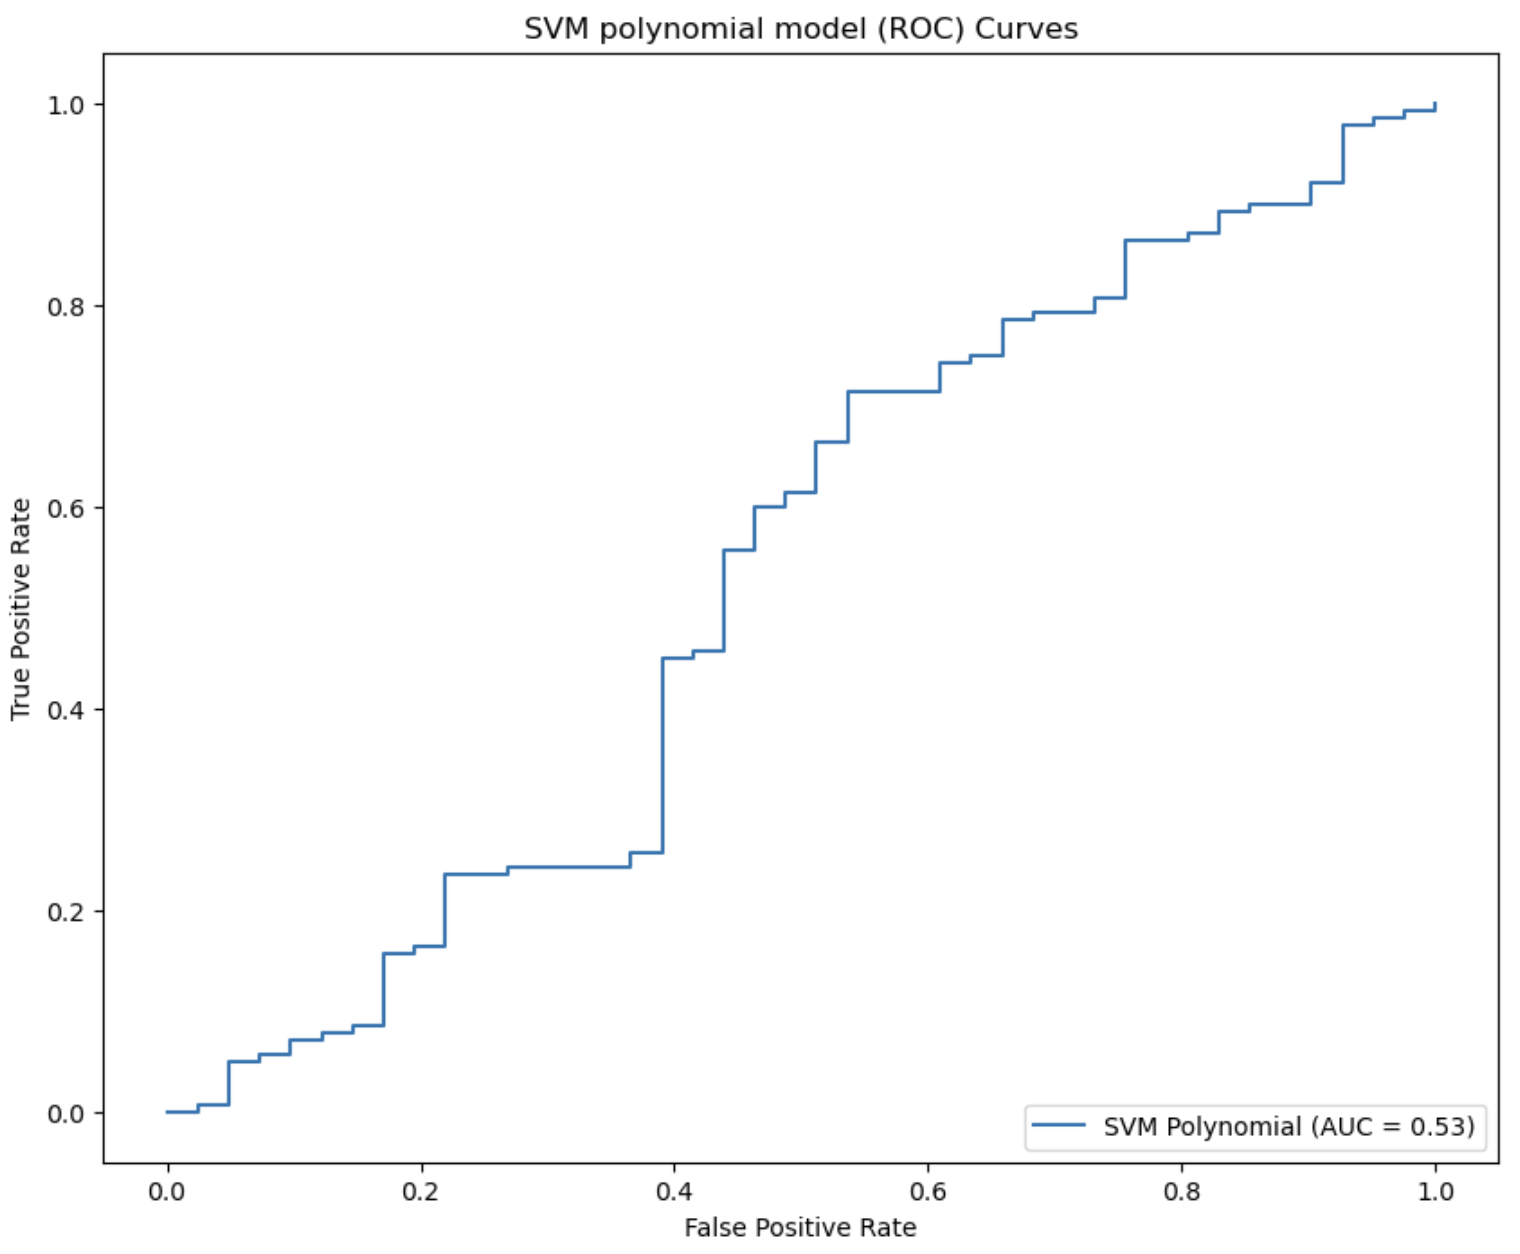 SVM polynomial model (ROC) Curves
1.0
0.8
0.6
0.4
0.2
0.0
True Positive Rate
SVM Polynomial (AUC = 0.53)
0.0 0.2 0.4 0.6 0.8 1.0
False Positive Rate